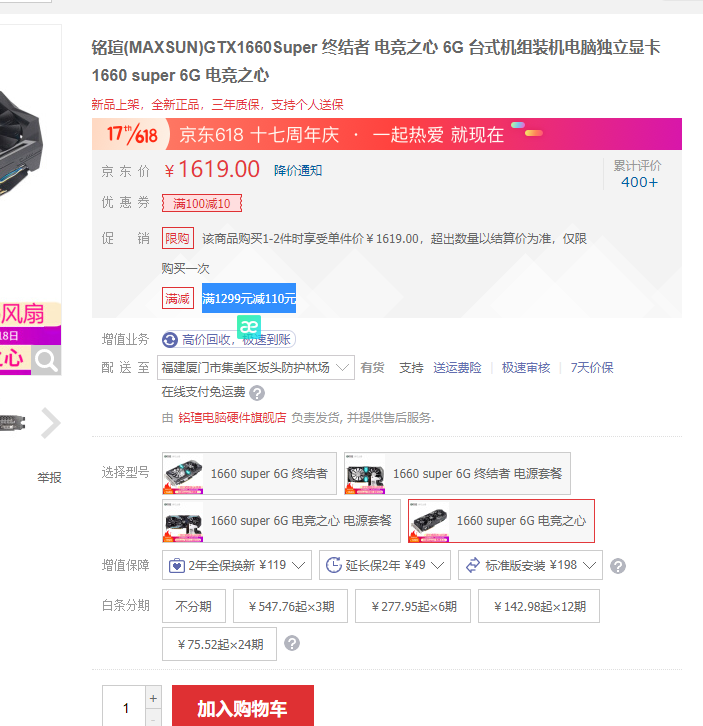 铭瑄(MAXSUN)GTX1660Super 终结者 电竞之心 6G 台式机组装机电脑独立显卡
1660 super 6G 电竞之心
新品上架，全新正品，三年质保，支持个人送保
17th/618 京东618 十七周年庆 · 一起热爱 就现在
京东价 ￥1619.00 降价通知
累计评价
400+
优惠券 满100减10
促销 限购 该商品购买1-2件时享受单件价￥1619.00，超出数量以结算价为准，仅限
购买一次
满减 满1299元减110元
æ
风扇
18日
之心
增值业务 高价回收，极速到账
配送至 福建厦门市集美区坂头防护林场 有货 支持 送运费险 | 极速审核 | 7天价保
在线支付免运费 ?
由 铭瑄电脑硬件旗舰店 负责发货, 并提供售后服务.
举报
选择型号 1660 super 6G 终结者 1660 super 6G 终结者 电源套餐
1660 super 6G 电竞之心 电源套餐 1660 super 6G 电竞之心
增值保障 2年全保换新 ¥119 延长保2年 ¥49 标准版安装 ¥198 ?
白条分期 不分期 ￥547.76起×3期 ￥277.95起×6期 ￥142.98起×12期
￥75.52起×24期 ?
1 + - 加入购物车